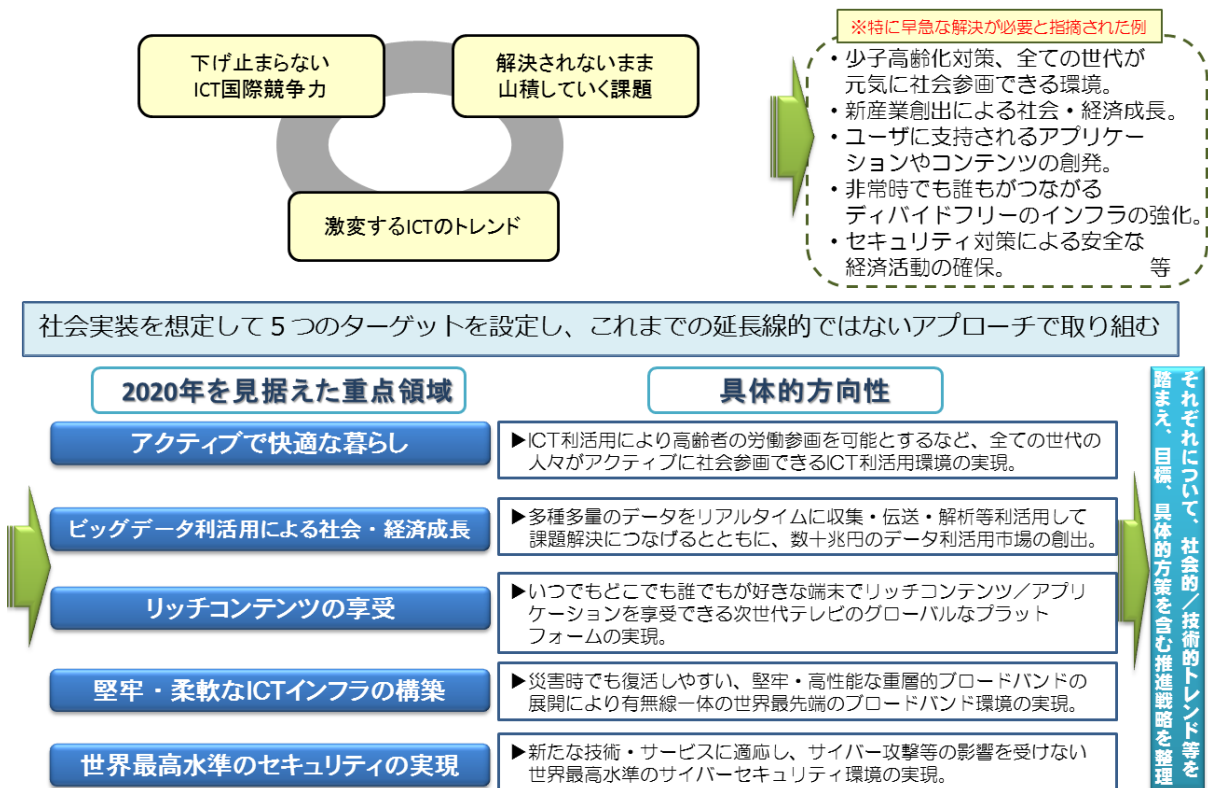 下げ止まらない
ICT国際競争力
解決されないまま
山積していく課題
激変するICTのトレンド
※特に早急な解決が必要と指摘された例
・少子高齢化対策、全ての世代が
元気に社会参画できる環境。
・新産業創出による社会・経済成長。
・ユーザに支持されるアプリケー
ションやコンテンツの創発。
・非常時でも誰もがつながる
ディバイドフリーのインフラの強化。
・セキュリティ対策による安全な
経済活動の確保。 等
社会実装を想定して5つのターゲットを設定し、これまでの延長線的ではないアプローチで取り組む
2020年を見据えた重点領域
具体的方向性
アクティブで快適な暮らし
▶ICT利活用により高齢者の労働参画を可能とするなど、全ての世代の
人々がアクティブに社会参画できるICT利活用環境の実現。
ビッグデータ利活用による社会・経済成長
▶多種多量のデータをリアルタイムに収集・伝送・解析等利活用して
課題解決につなげるとともに、数十兆円のデータ利活用市場の創出。
リッチコンテンツの享受
▶いつでもどこでも誰でもが好きな端末でリッチコンテンツ/アプリ
ケーションを享受できる次世代テレビのグローバルなプラット
フォームの実現。
堅牢・柔軟なICTインフラの構築
▶災害時でも復活しやすい、堅牢・高性能な重層的ブロードバンドの
展開により有無線一体の世界最先端のブロードバンド環境の実現。
世界最高水準のセキュリティの実現
▶新たな技術・サービスに適応し、サイバー攻撃等の影響を受けない
世界最高水準のサイバーセキュリティ環境の実現。
それぞれについて、社会的/技術的トレンド等を
踏まえ、目標、具体的方策を含む推進戦略を整理